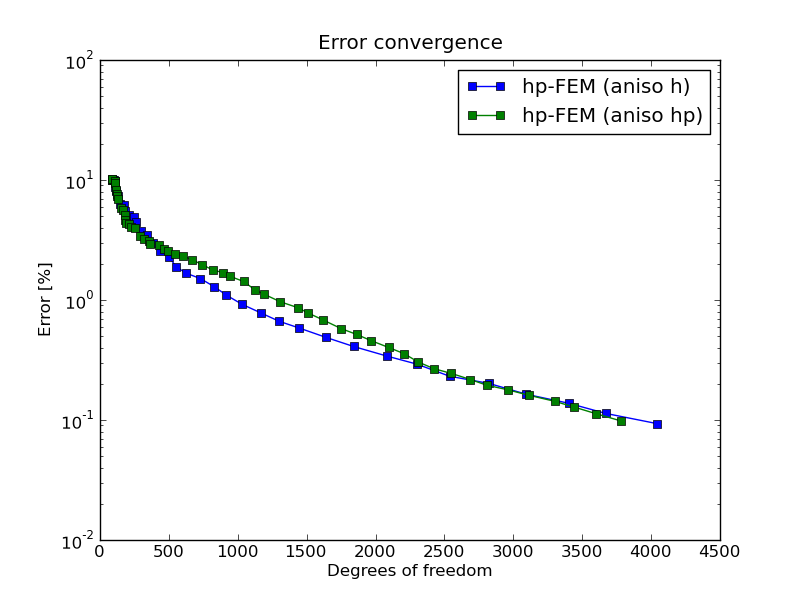 Error convergence
hp-FEM (aniso h)
hp-FEM (aniso hp)
10^2
10^1
10^0
10^-1
10^-2
Error [%]
0 500 1000 1500 2000 2500 3000 3500 4000 4500
Degrees of freedom